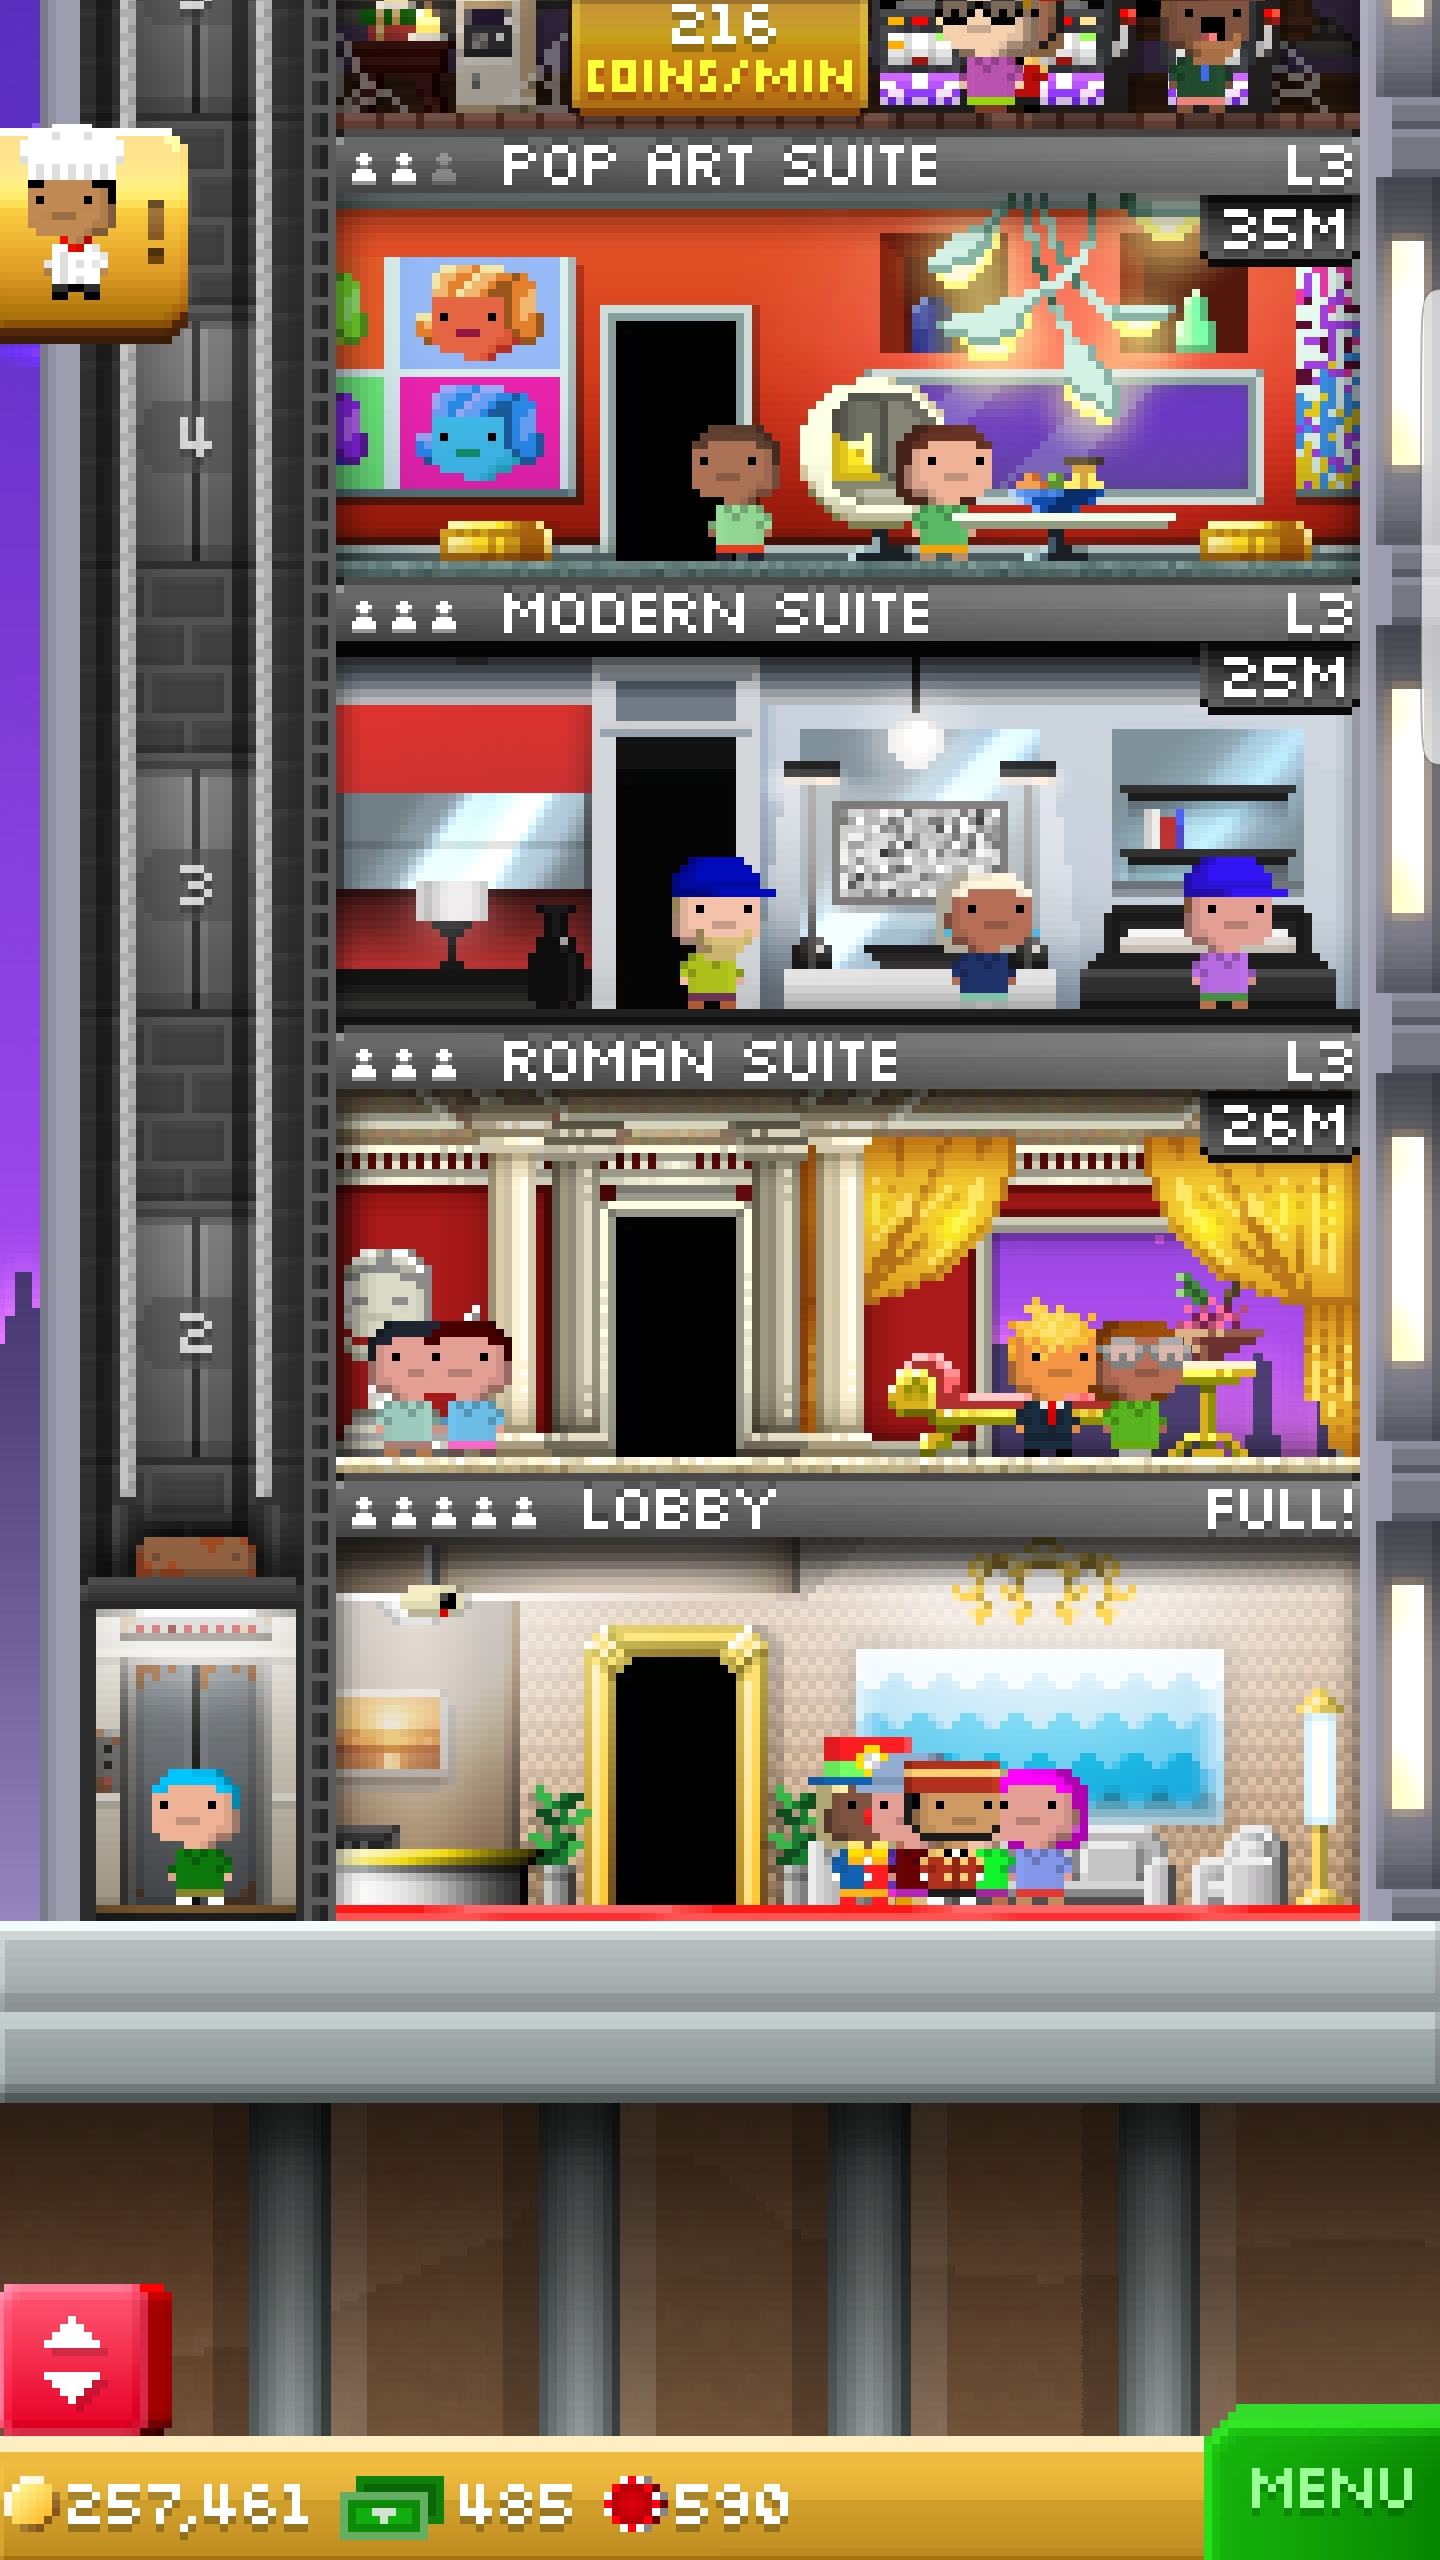 216
COINS/MIN
POP ART SUITE L3
35M
4
MODERN SUITE L3
25M
3
ROMAN SUITE L3
26M
2
LOBBY FULL!
!
257,461 485 590
MENU